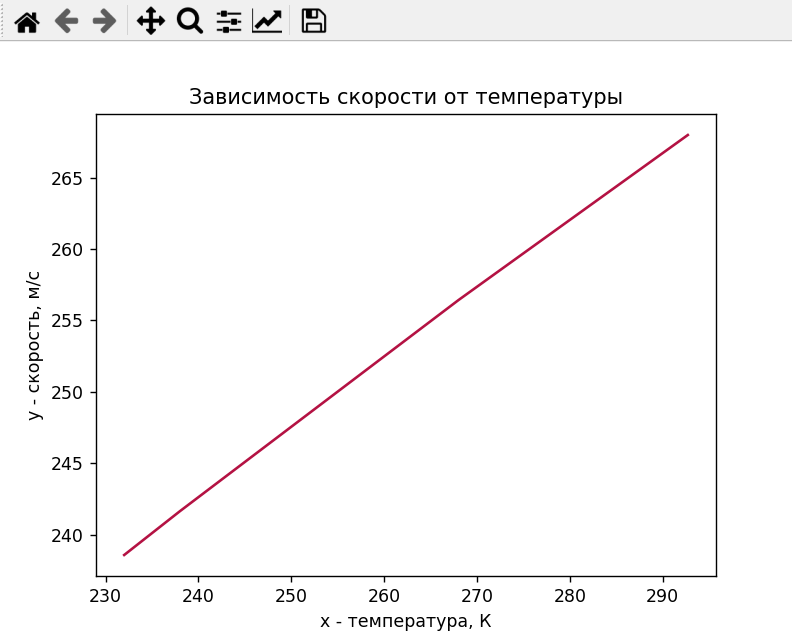 Зависимость скорости от температуры
265
260
255
250
245
240
y - скорость, м/с
230 240 250 260 270 280 290
x - температура, К